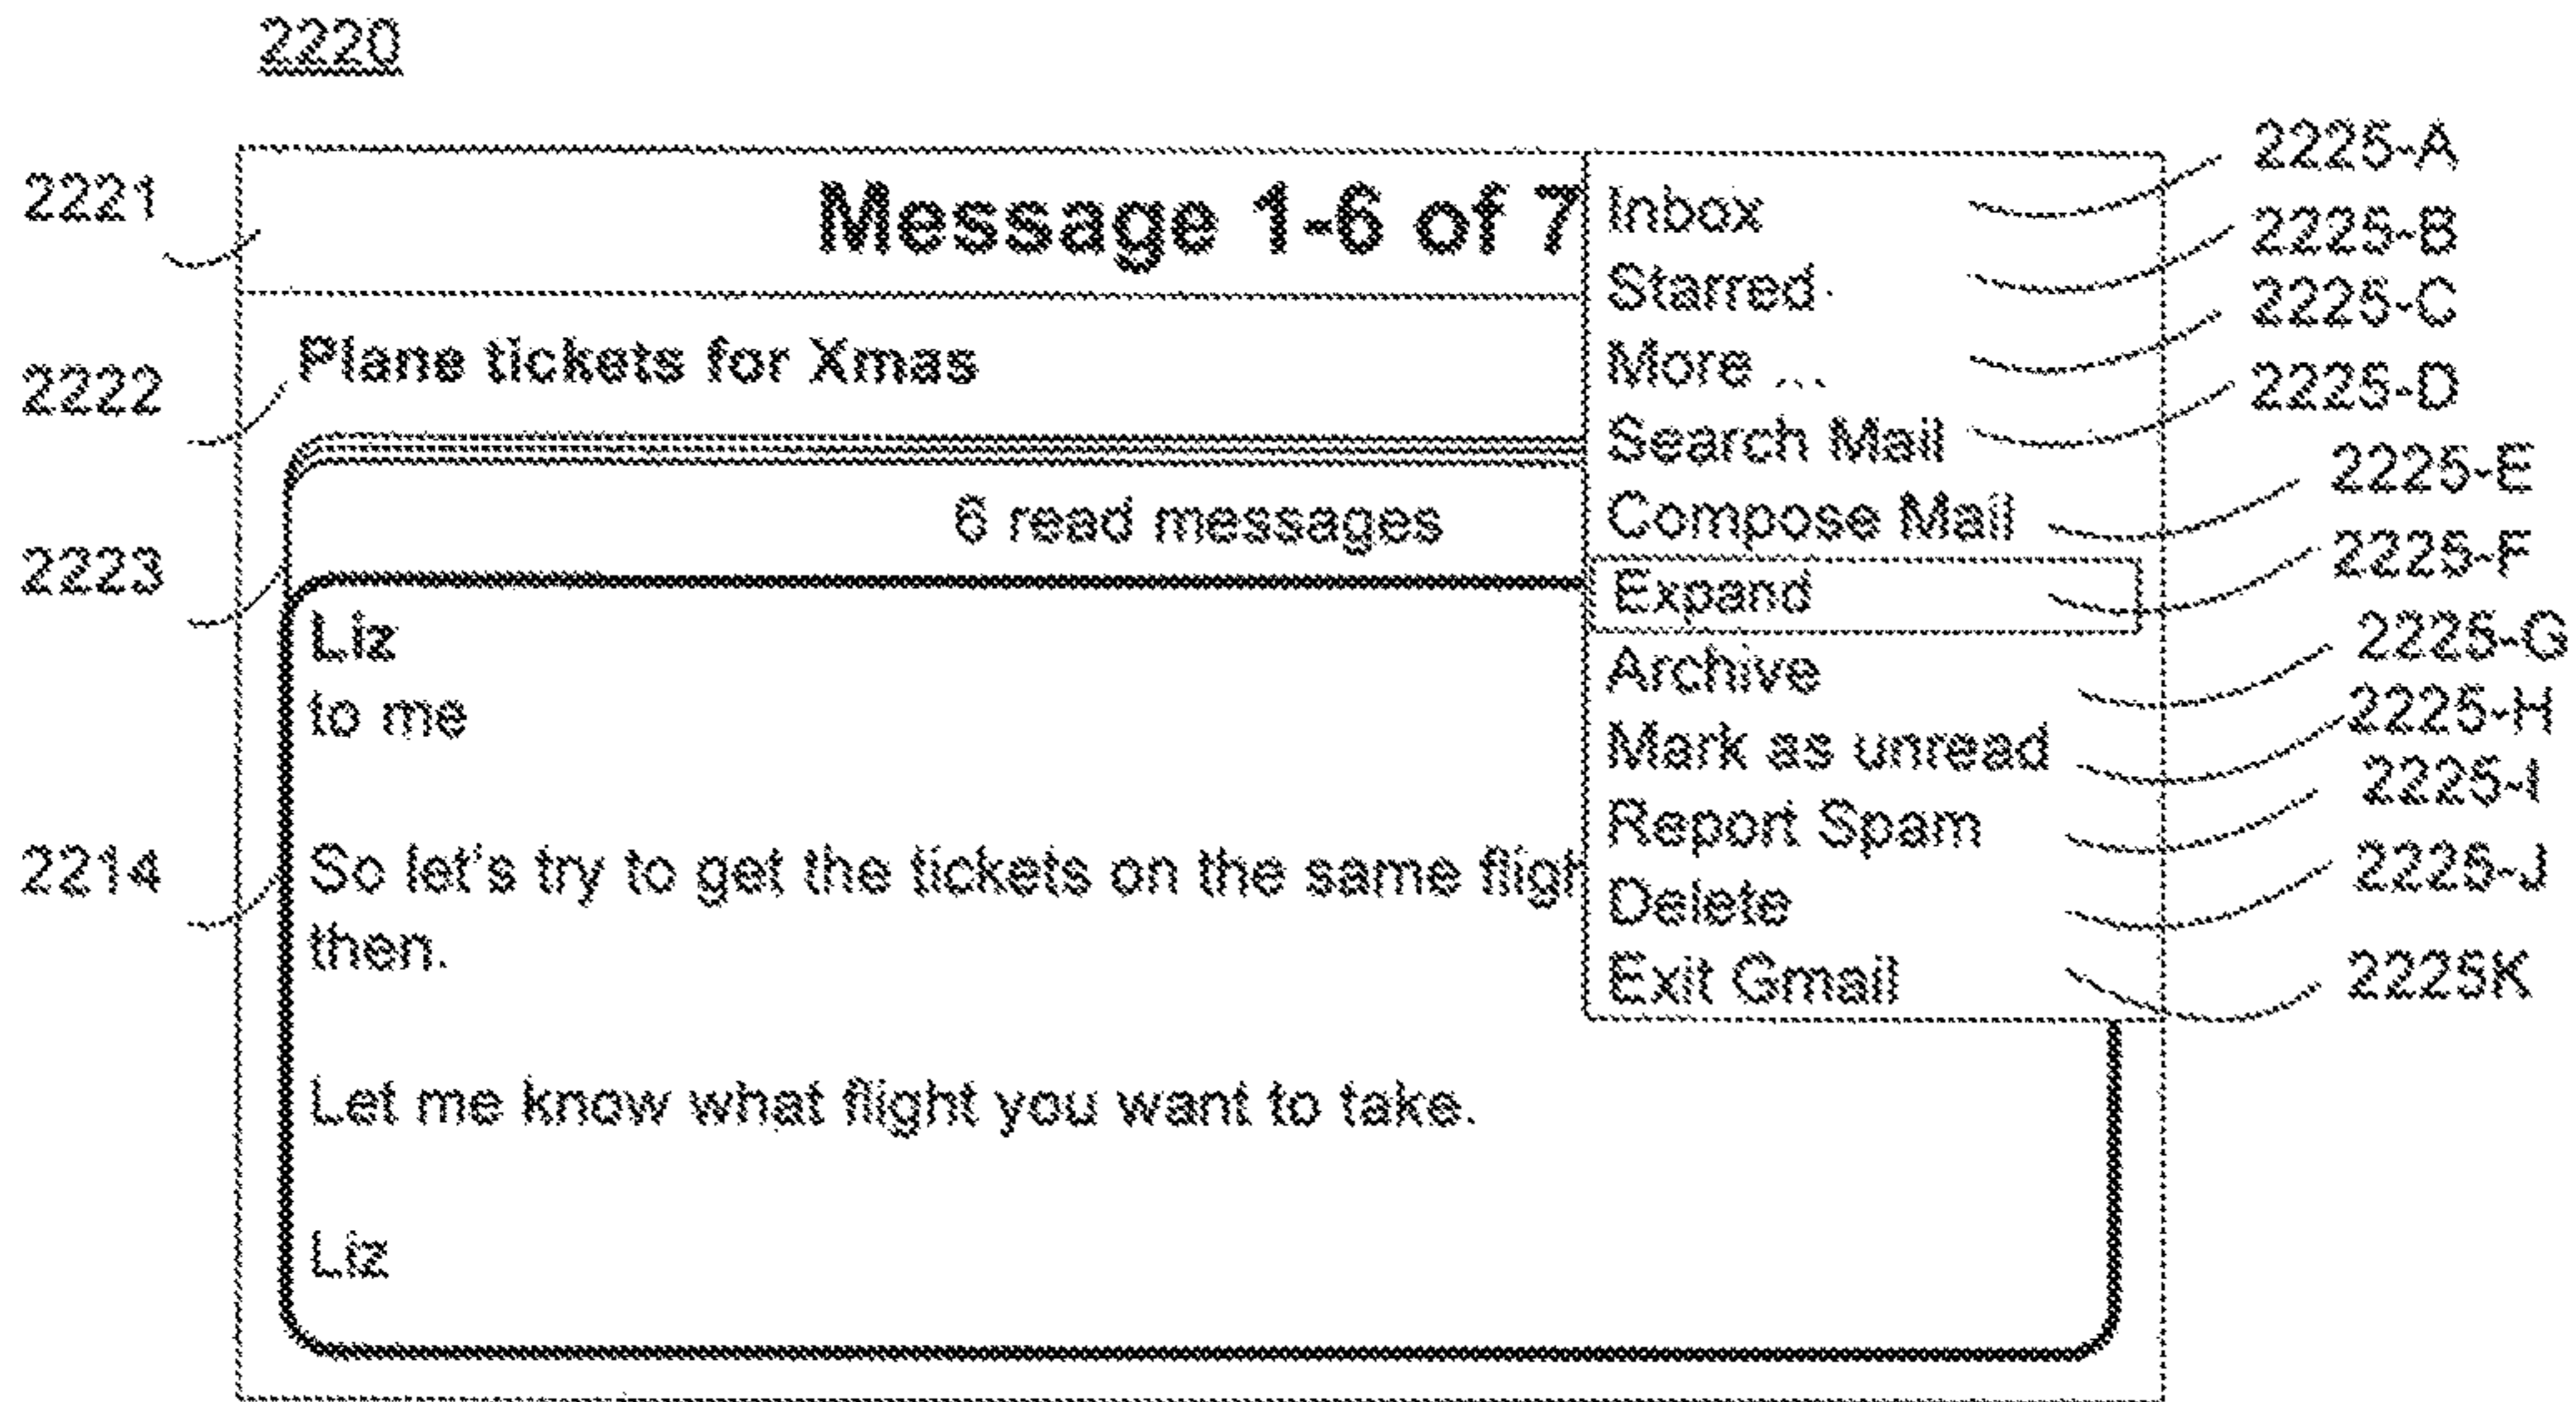 2220
2221
Message 1-6 of 7
2222
Plane tickets for Xmas
2223
6 read messages
Liz
to me
2214
So let's try to get the tickets on the same fligh
then.
Let me know what flight you want to take.
Liz
Inbox
2225-A
Starred
2225-B
More ...
2225-C
Search Mail
2225-D
Compose Mail
2225-E
Expand
2225-F
Archive
2225-G
Mark as unread
2225-H
Report Spam
2225-I
Delete
2225-J
Exit Gmail
2225K